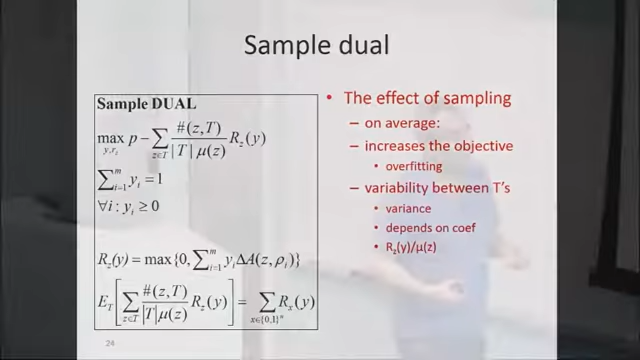 Sample dual
Sample DUAL
max_{y,r_z} p − ∑_{z∈T} #(z,T) / |T| μ(z) R_z(y)
∑_{i=1}^m y_i = 1
∀i : y_i ≥ 0
R_z(y) = max{0, ∑_{i=1}^m y_i ΔA(z, ρ_i)}
E_T [ ∑_{z∈T} #(z,T) / |T| μ(z) R_z(y) ] = ∑_{x∈{0,1}^n} R_x(y)
• The effect of sampling
– on average:
– increases the objective
• overfitting
– variability between T's
• variance
• depends on coef
• R_z(y)/μ(z)
24